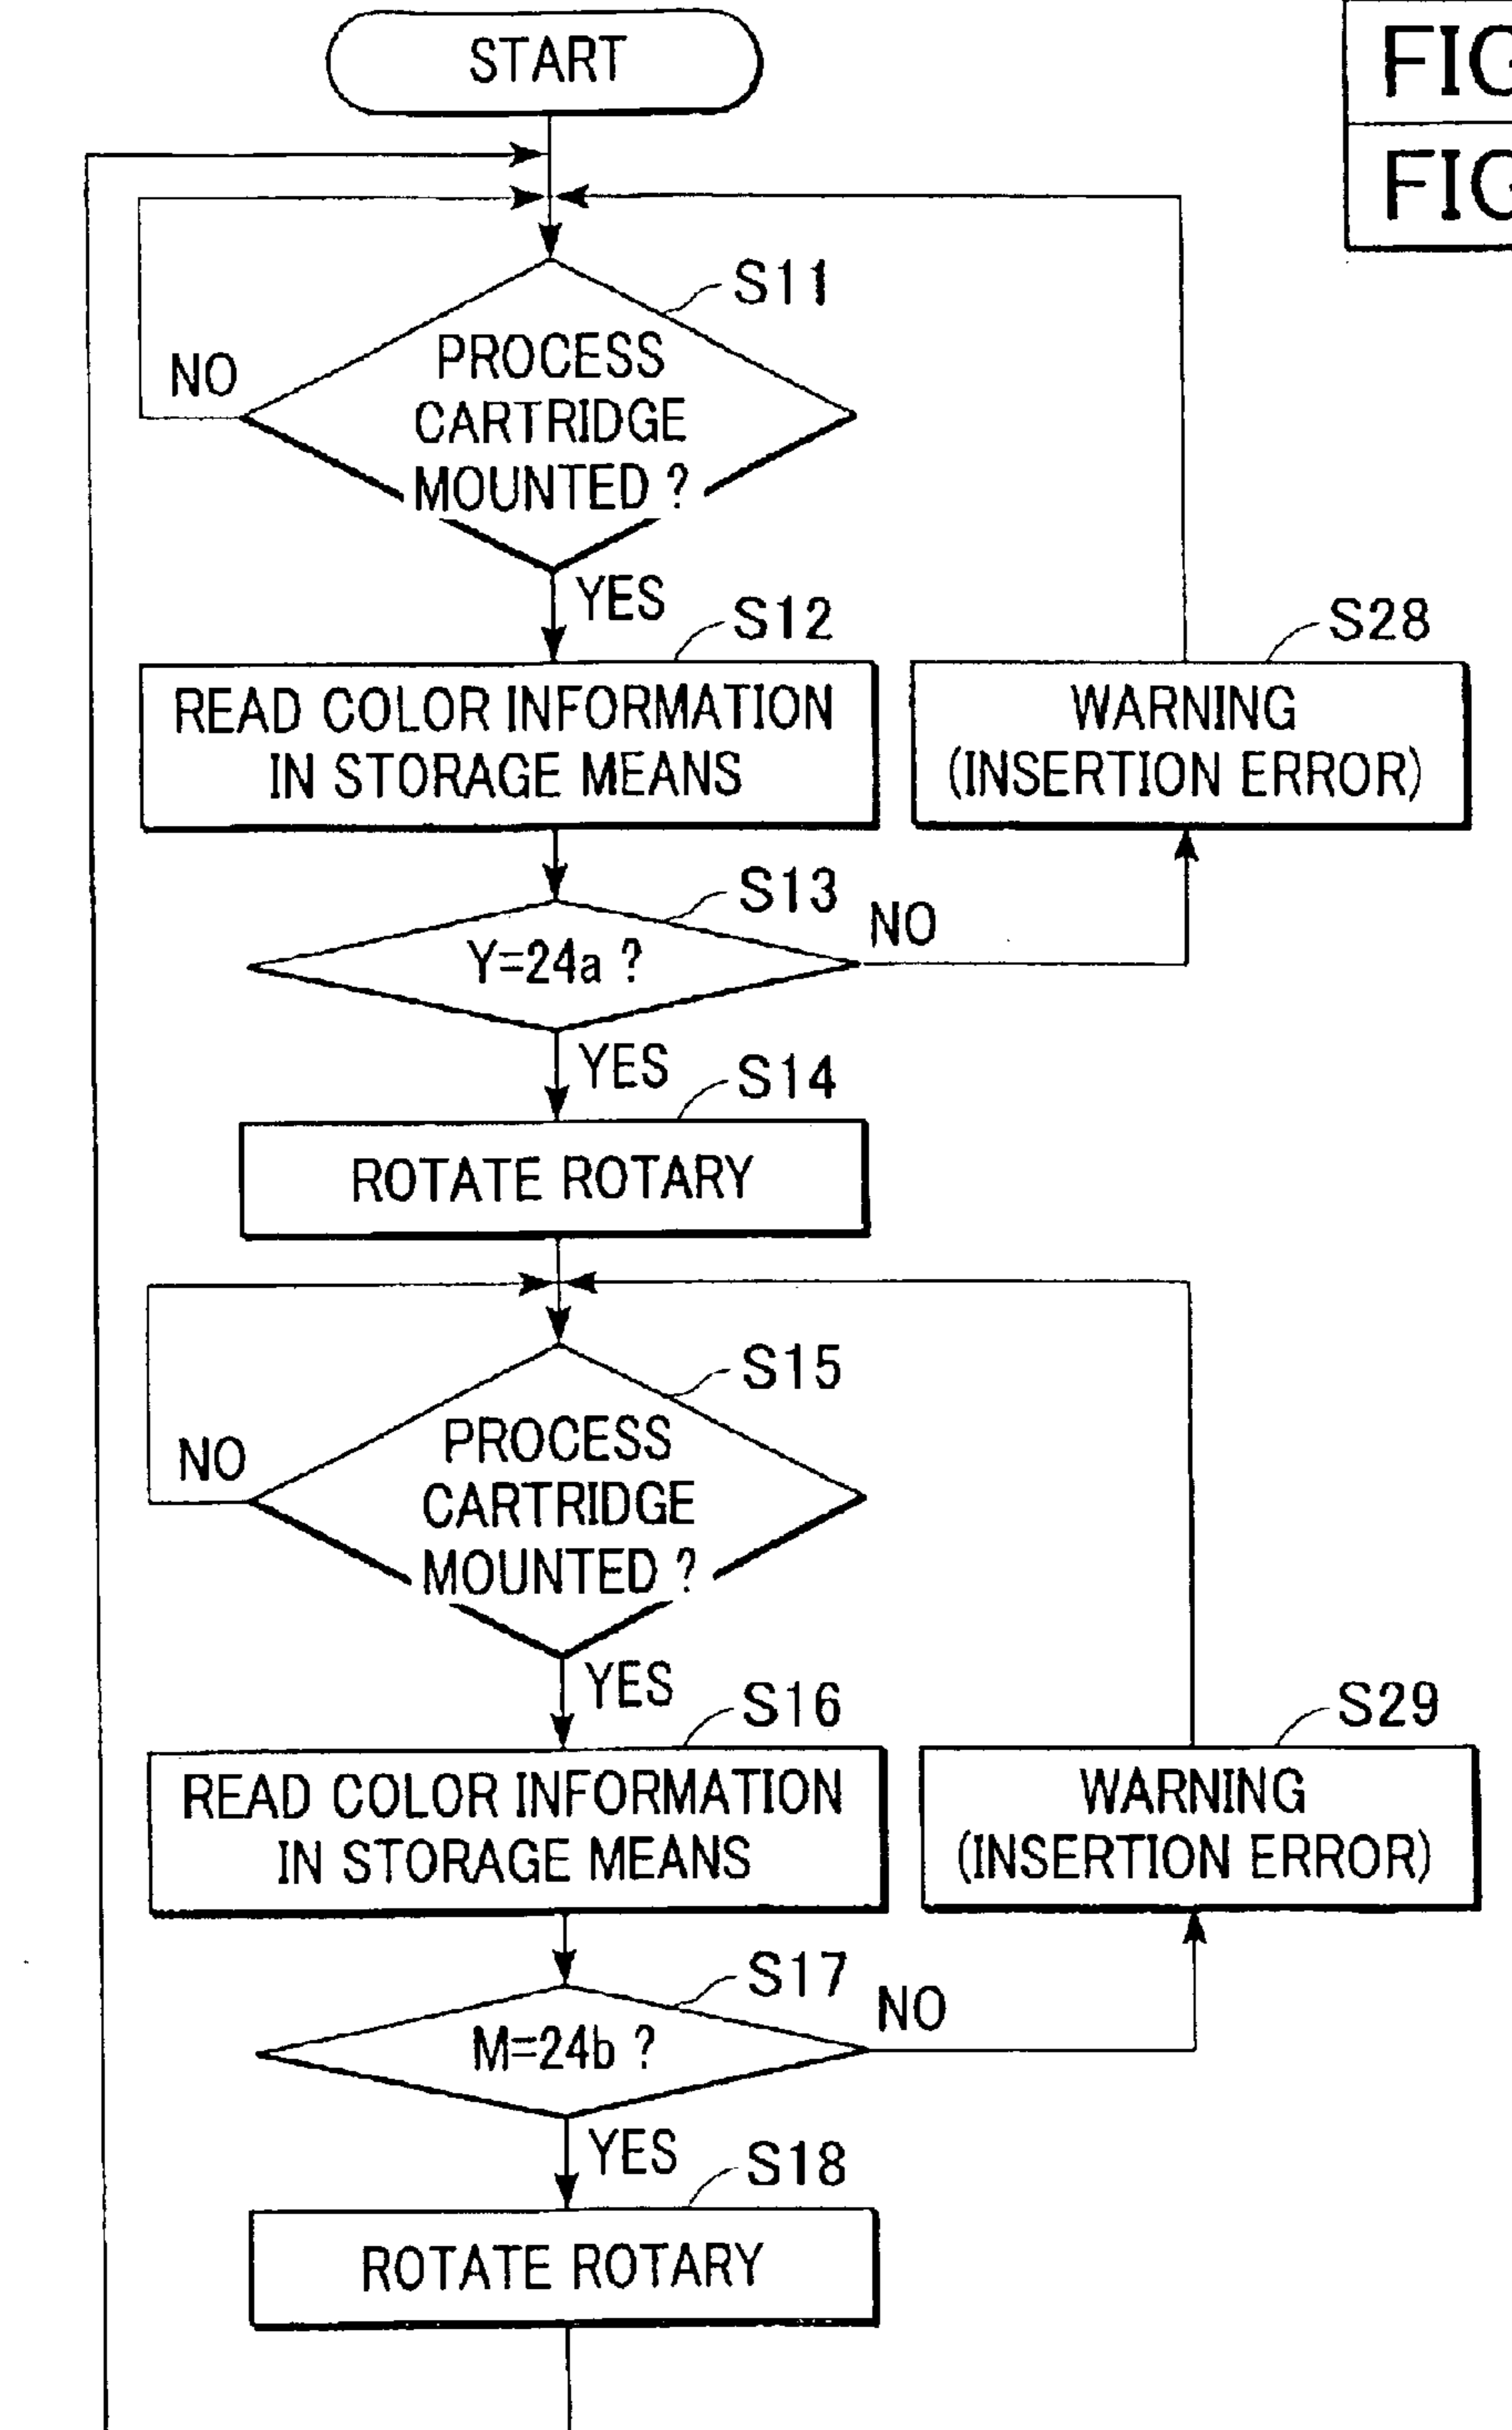 START
FIG
FIG
S11
PROCESS
CARTRIDGE
MOUNTED ?
NO
YES
S12
READ COLOR INFORMATION
IN STORAGE MEANS
S28
WARNING
(INSERTION ERROR)
S13
Y=24a ?
NO
YES
S14
ROTATE ROTARY
S15
PROCESS
CARTRIDGE
MOUNTED ?
NO
YES
S16
READ COLOR INFORMATION
IN STORAGE MEANS
S29
WARNING
(INSERTION ERROR)
S17
M=24b ?
NO
YES
S18
ROTATE ROTARY